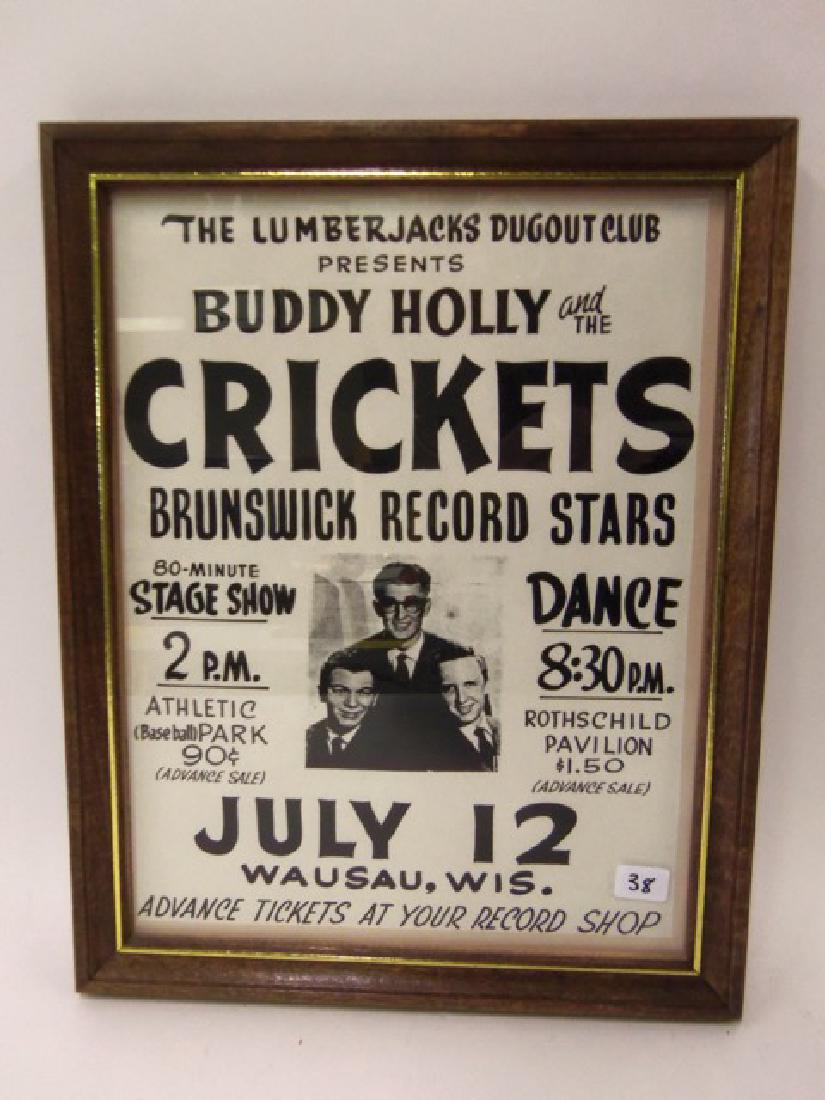 THE LUMBERJACKS DUGOUT CLUB
PRESENTS
BUDDY HOLLY and THE
CRICKETS
BRUNSWICK RECORD STARS
80-MINUTE
STAGE SHOW
2 P.M.
ATHLETIC
(Baseball) PARK
90¢
(ADVANCE SALE)
DANCE
8:30 P.M.
ROTHSCHILD
PAVILION
$1.50
(ADVANCE SALE)
JULY 12
WAUSAU, WIS.
38
ADVANCE TICKETS AT YOUR RECORD SHOP